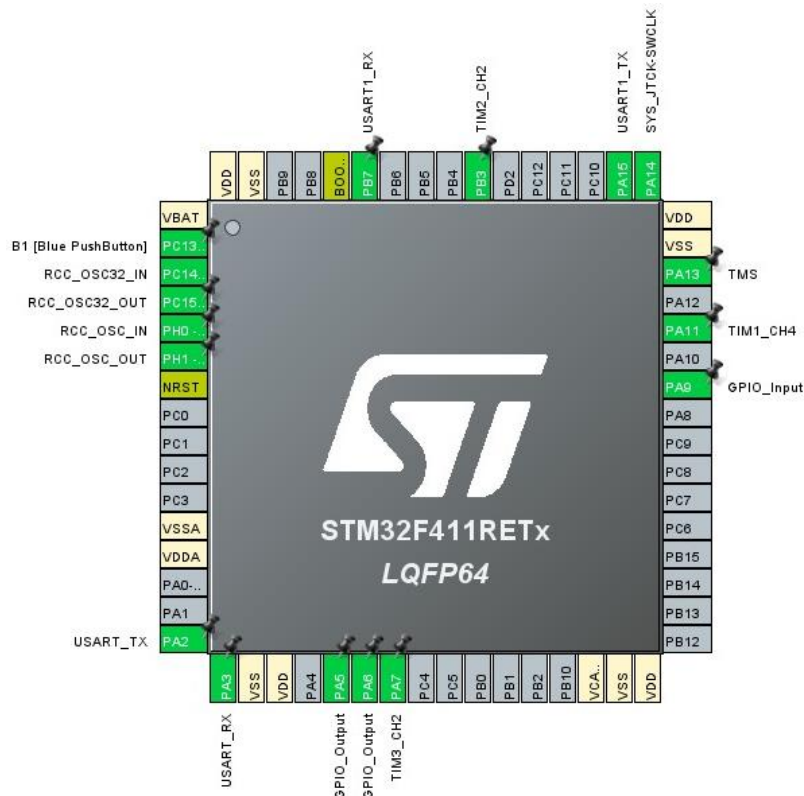 USART1_RX
TIM2_CH2
USART1_TX
SYS_JTCK-SWCLK
VDD
VSS
PB9
PB8
BOO..
PB7
PB6
PB5
PB4
PB3
PD2
PC12
PC11
PC10
PA15
PA14
VBAT
B1 [Blue PushButton] PC13..
RCC_OSC32_IN PC14..
RCC_OSC32_OUT PC15..
RCC_OSC_IN PH0 -..
RCC_OSC_OUT PH1 -..
NRST
PC0
PC1
PC2
PC3
VSSA
VDDA
PA0-..
PA1
USART_TX PA2
ST
STM32F411RETx
LQFP64
VDD
VSS
PA13 TMS
PA12
PA11 TIM1_CH4
PA10
PA9 GPIO_Input
PA8
PC9
PC8
PC7
PC6
PB15
PB14
PB13
PB12
PA3
VSS
VDD
PA4
PA5
PA6
PA7
PC4
PC5
PB0
PB1
PB2
PB10
VCA..
VSS
VDD
USART_RX
GPIO_Output
GPIO_Output
TIM3_CH2